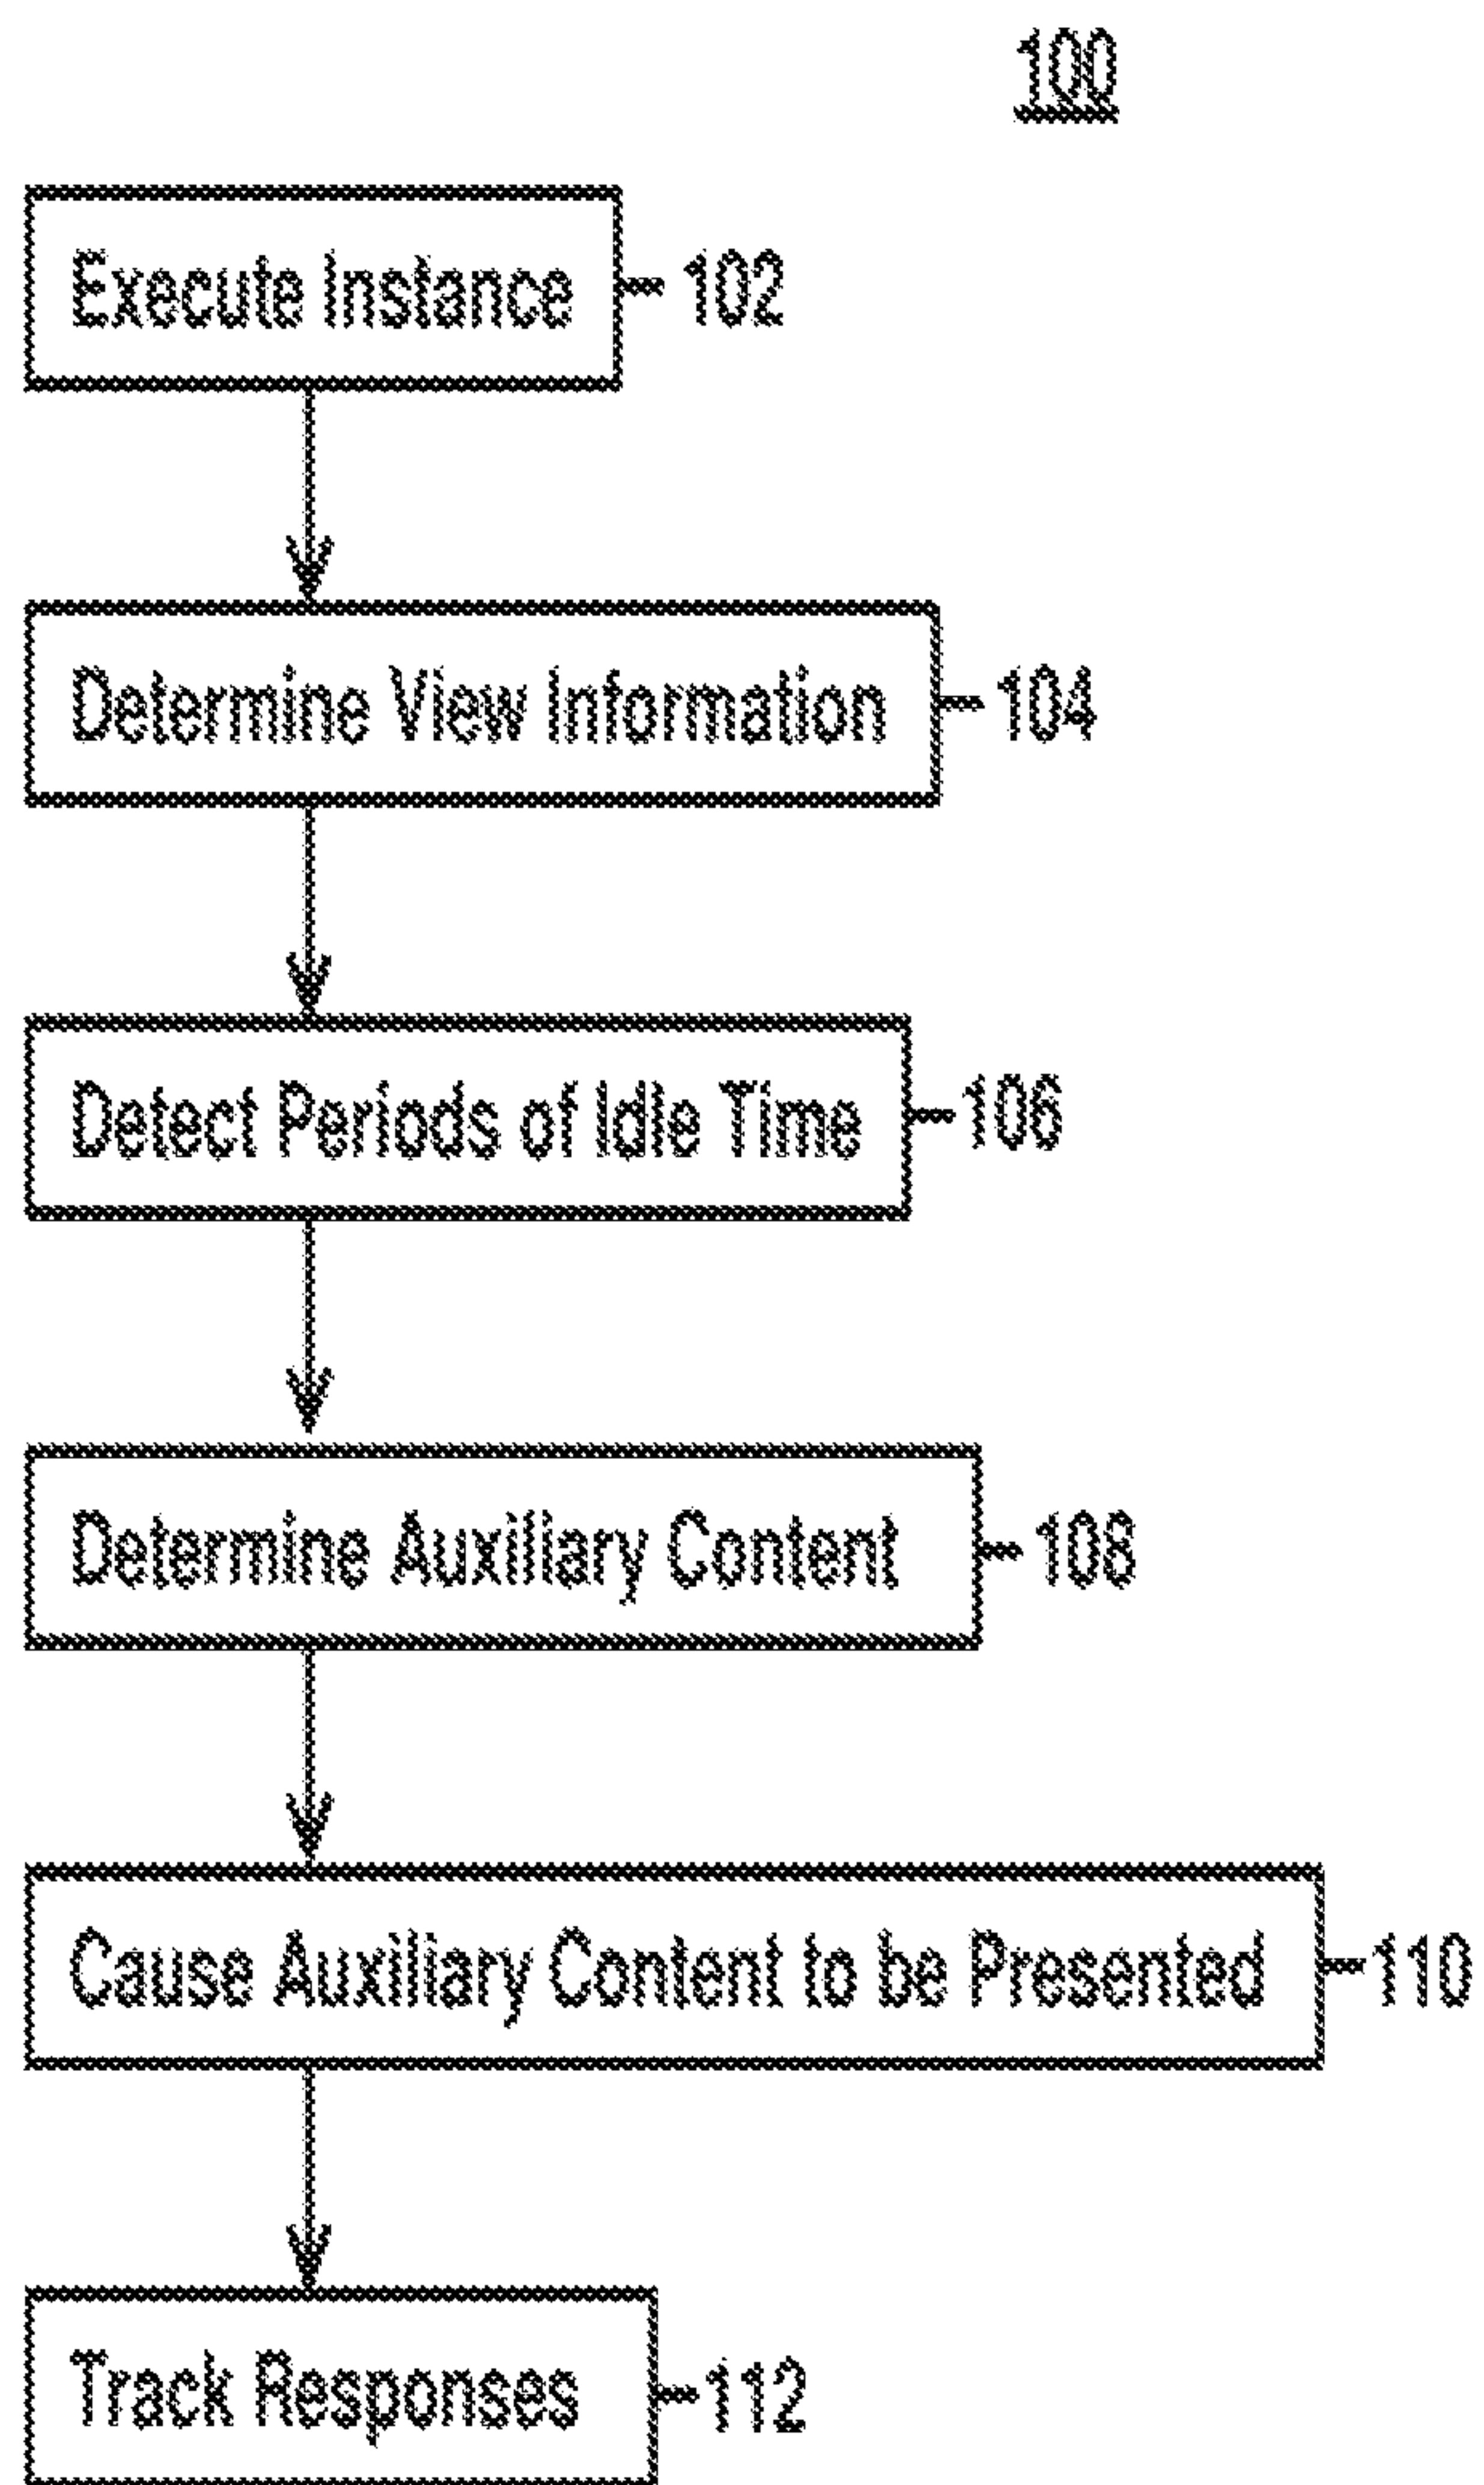 100
Execute Instance 102
Determine View Information 104
Detect Periods of Idle Time 106
Determine Auxiliary Content 108
Cause Auxiliary Content to be Presented 110
Track Responses 112